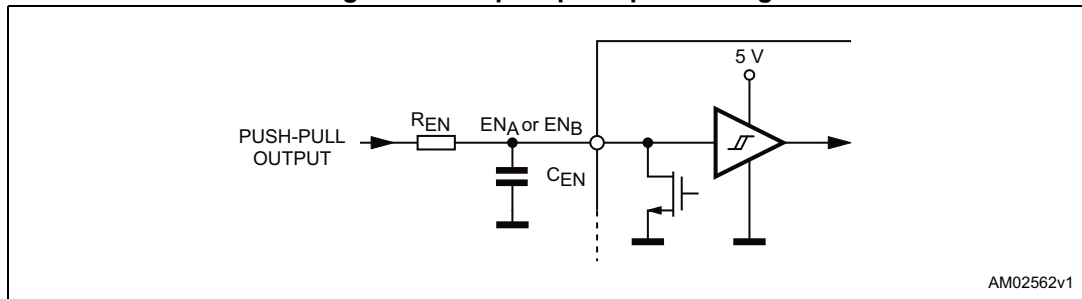 5 V
R_EN
EN_A or EN_B
PUSH-PULL
OUTPUT
C_EN
AM02562v1